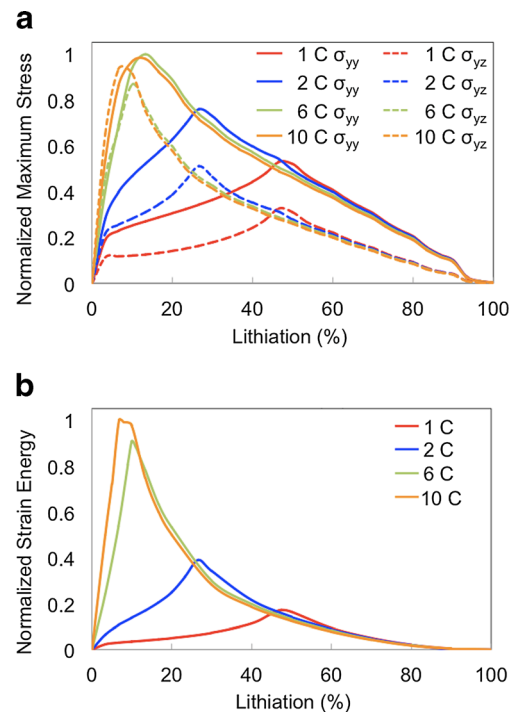 a
Normalized Maximum Stress
1
0.8
0.6
0.4
0.2
0
1 C σyy
2 C σyy
6 C σyy
10 C σyy
1 C σyz
2 C σyz
6 C σyz
10 C σyz
0 20 40 60 80 100
Lithiation (%)
b
Normalized Strain Energy
1
0.8
0.6
0.4
0.2
0
1 C
2 C
6 C
10 C
0 20 40 60 80 100
Lithiation (%)